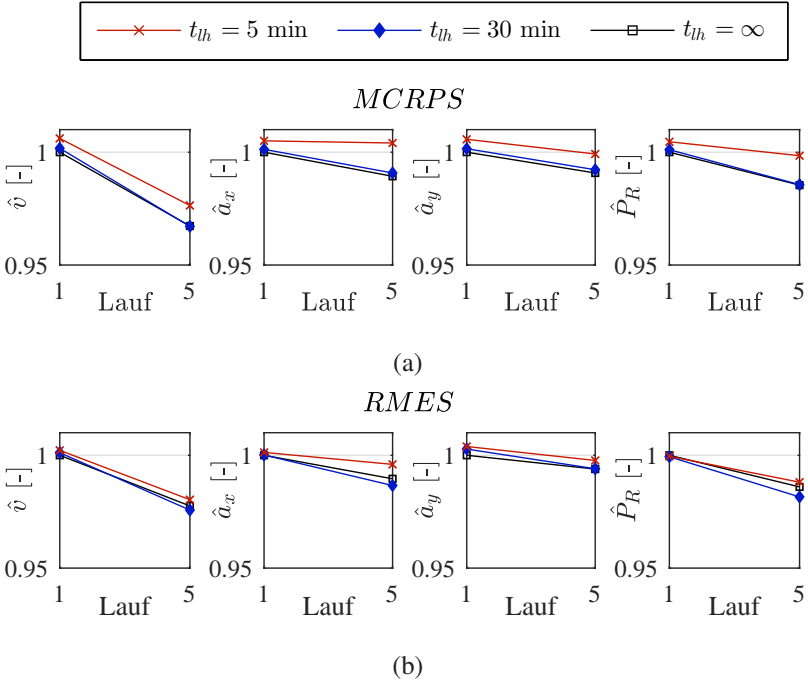 t_lh = 5 min t_lh = 30 min t_lh = ∞
MCRPS
1 1 1 1
v̂ [-] â_x [-] â_y [-] P̂_R [-]
0.95 0.95 0.95 0.95
1 Lauf 5 1 Lauf 5 1 Lauf 5 1 Lauf 5
(a)
RMES
1 1 1 1
v̂ [-] â_x [-] â_y [-] P̂_R [-]
0.95 0.95 0.95 0.95
1 Lauf 5 1 Lauf 5 1 Lauf 5 1 Lauf 5
(b)